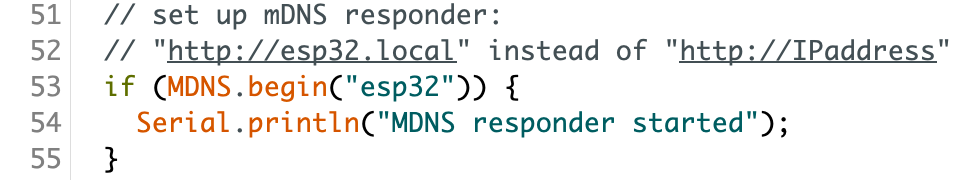 51 // set up mDNS responder:
52 // "http://esp32.local" instead of "http://IPaddress"
53 if (MDNS.begin("esp32")) {
54 Serial.println("MDNS responder started");
55 }